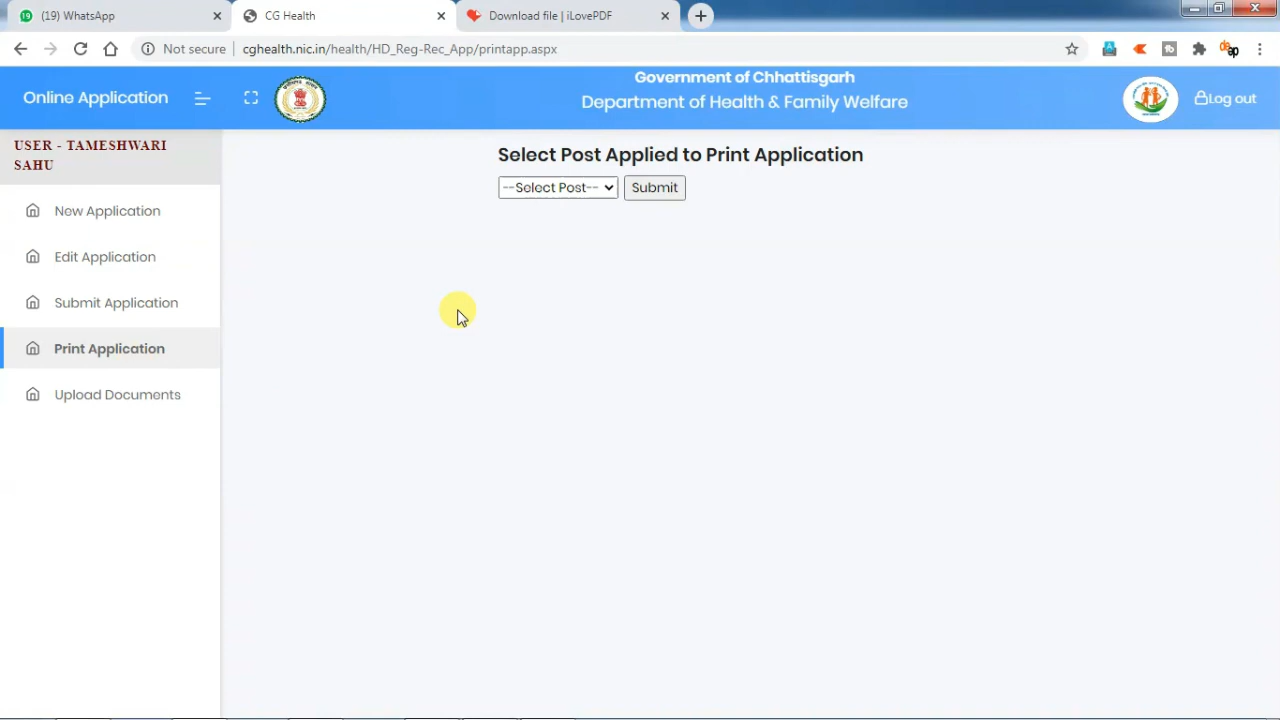 (19) WhatsApp
CG Health
Download file | iLovePDF
Not secure
cghealth.nic.in/health/HD_Reg-Rec_App/printapp.aspx
Online Application
Government of Chhattisgarh
Department of Health & Family Welfare
Log out
USER - TAMESHWARI
SAHU
New Application
Edit Application
Submit Application
Print Application
Upload Documents
Select Post Applied to Print Application
--Select Post--
Submit